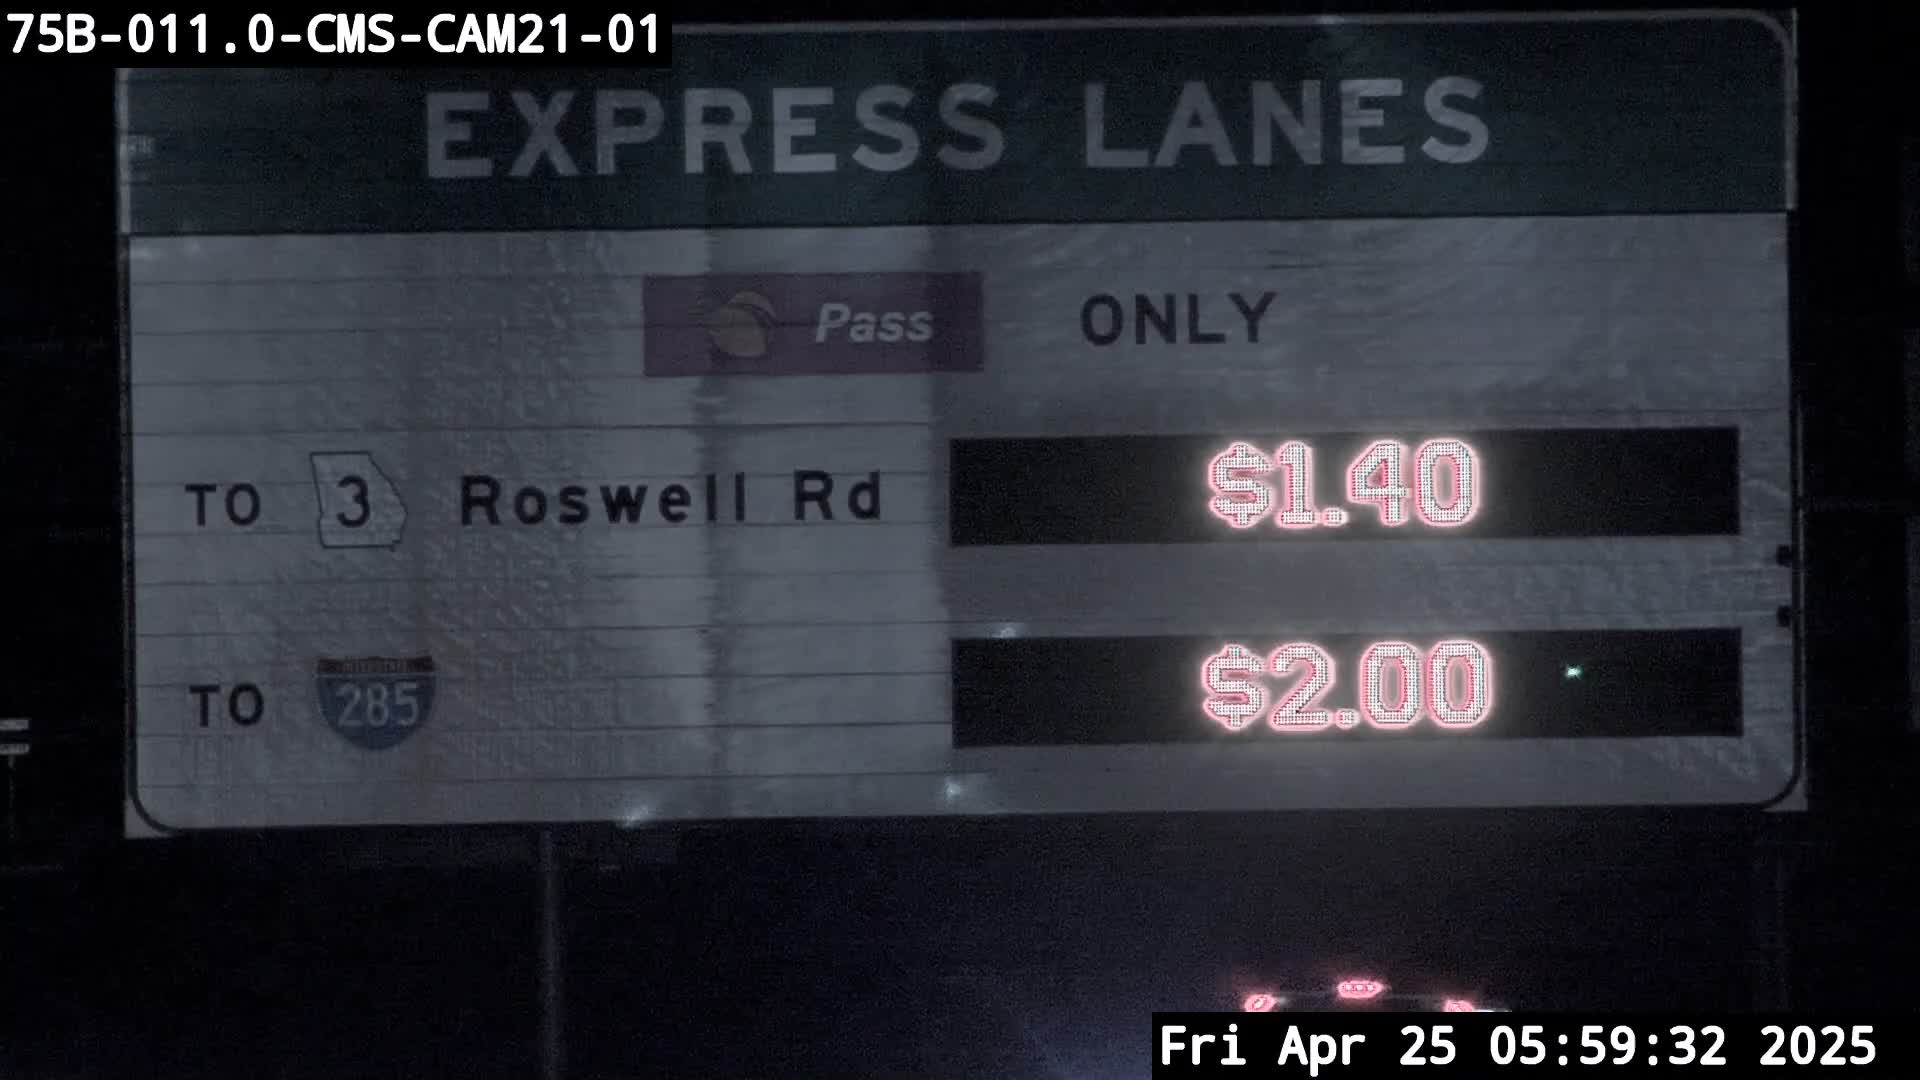 75B-011.0-CMS-CAM21-01
EXPRESS LANES
Pass ONLY
TO 3 Roswell Rd $1.40
TO 285 $2.00
Fri Apr 25 05:59:32 2025